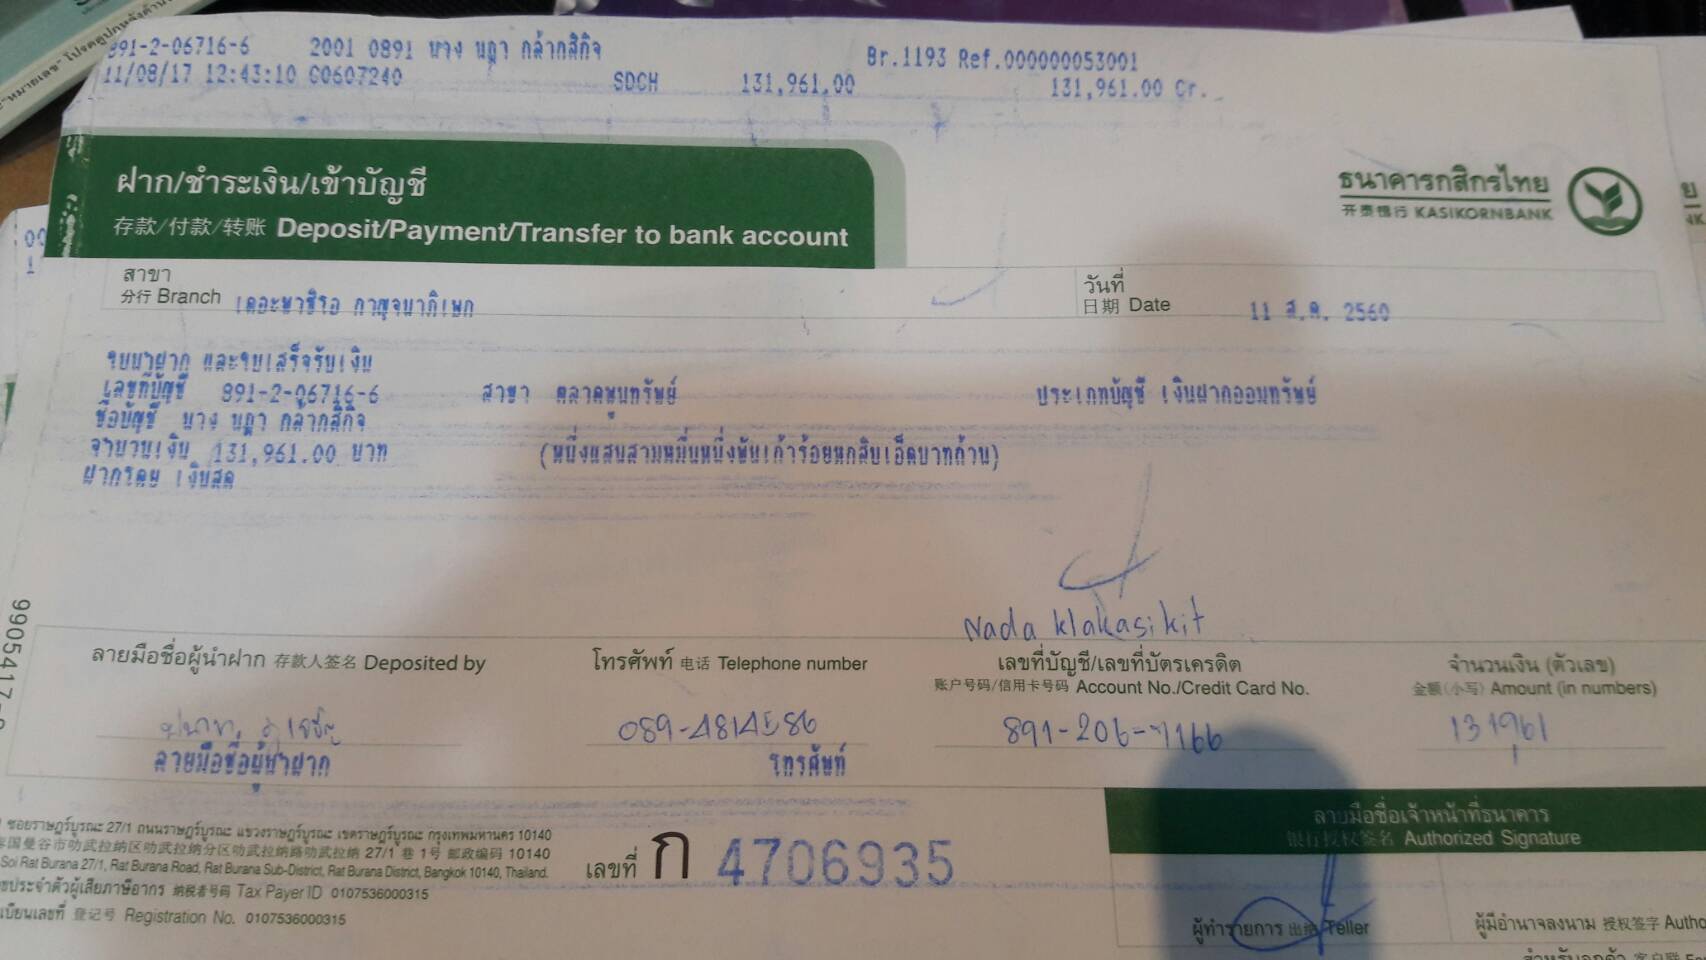 891-2-06716-6 2001 0891 นาง นฎา กล้ากสิกิจ Br.1193 Ref.000000053001
11/08/17 12:43:10 C0607240 SDCH 131,961.00 131,961.00 Cr.
ฝาก/ชำระเงิน/เข้าบัญชี
存款/付款/转账 Deposit/Payment/Transfer to bank account
ธนาคารกสิกรไทย
开泰银行 KASIKORNBANK
สาขา
分行 Branch เดอะพาซิโอ กาญจนาภิเษก
วันที่
日期 Date 11 ส.ค. 2560
ใบนำฝาก และใบเสร็จรับเงิน
เลขที่บัญชี 891-2-06716-6 สาขา ตลาดพูนทรัพย์ ประเภทบัญชี เงินฝากออมทรัพย์
ชื่อบัญชี นาง นฎา กล้ากสิกิจ
จำนวนเงิน 131,961.00 บาท (หนึ่งแสนสามหมื่นหนึ่งพันเก้าร้อยหกสิบเอ็ดบาทถ้วน)
ฝากโดย เงินสด
Nada klakasikit
ลายมือชื่อผู้นำฝาก 存款人签名 Deposited by
โทรศัพท์ 电话 Telephone number
เลขที่บัญชี/เลขที่บัตรเครดิต
账户号码/信用卡号码 Account No./Credit Card No.
จำนวนเงิน (ตัวเลข)
金额(小写) Amount (in numbers)
089-4814586 891-206-7166 131961
ลายมือชื่อผู้นำฝาก โทรศัพท์
ซอยราษฎร์บูรณะ 27/1 ถนนราษฎร์บูรณะ แขวงราษฎร์บูรณะ เขตราษฎร์บูรณะ กรุงเทพมหานคร 10140
国曼谷市叻武拉纳区叻武拉纳分区叻武拉纳路叻武拉纳 27/1 巷 1号 邮政编码 10140
Soi Rat Burana 27/1, Rat Burana Road, Rat Burana Sub-District, Rat Burana District, Bangkok 10140, Thailand.
ประจำตัวผู้เสียภาษีอากร 纳税者号码 Tax Payer ID 0107536000315
เบียนเลขที่ 登记号 Registration No. 0107536000315
เลขที่ ก 4706935
ลายมือชื่อเจ้าหน้าที่ธนาคาร
银行授权签名 Authorized Signature
ผู้ทำรายการ 出纳 Teller
ผู้มีอำนาจลงนาม 授权签字 Autho